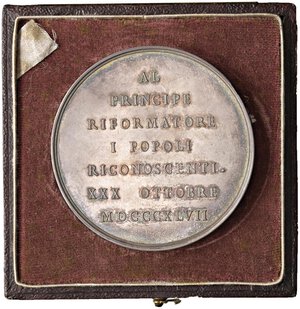 AL
PRINCIPE
RIFORMATORE
I POPOLI
RICONOSCENTI.
XXX OTTOBRE
MDCCCXLVII